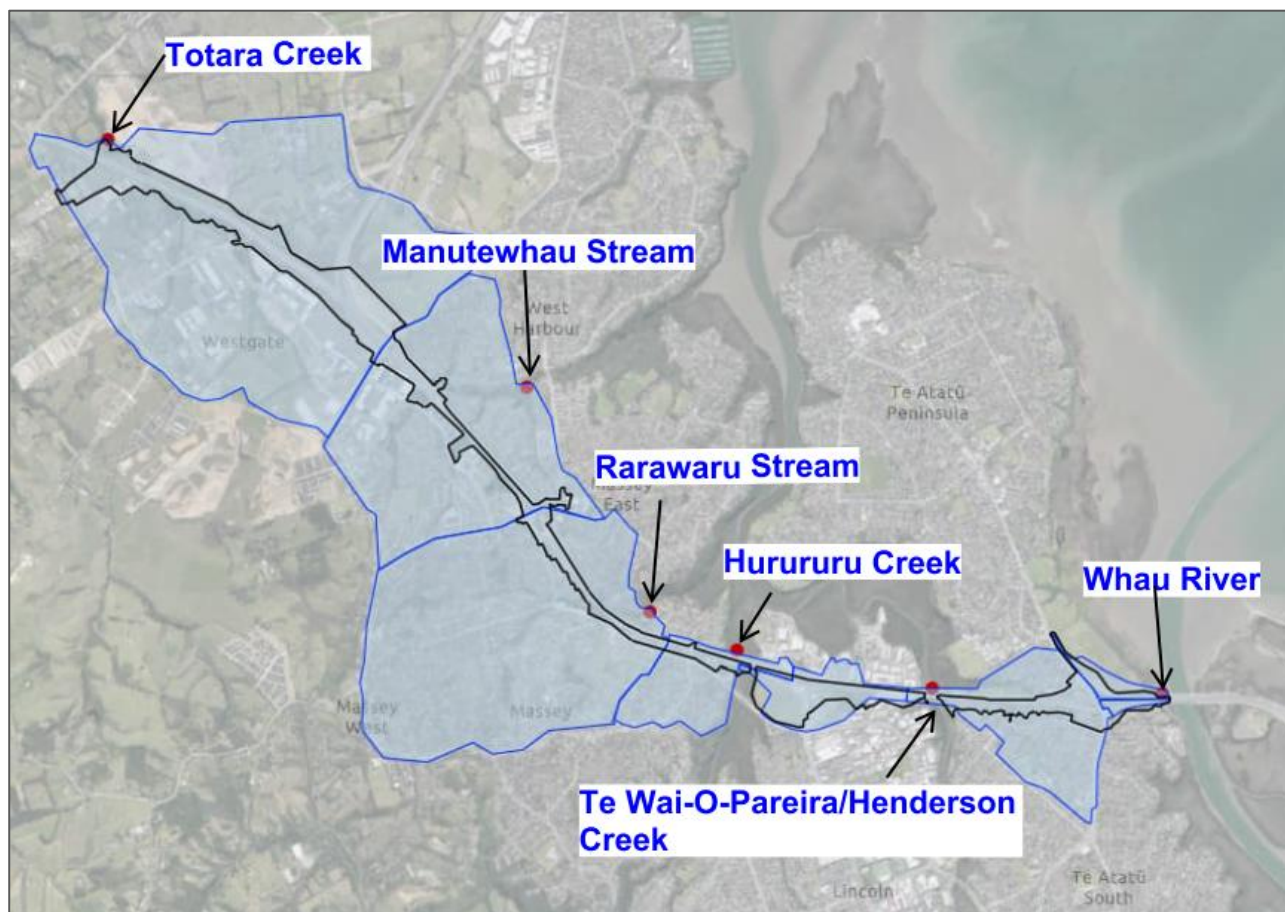 Totara Creek
Manutewhau Stream
West
Harbour
Westgate
Te Atatū
Peninsula
Rarawaru Stream
Massey
East
Hurururu Creek
Whau River
Massey
West
Massey
Te Wai-O-Pareira/Henderson
Creek
Lincoln
Te Atatū
South